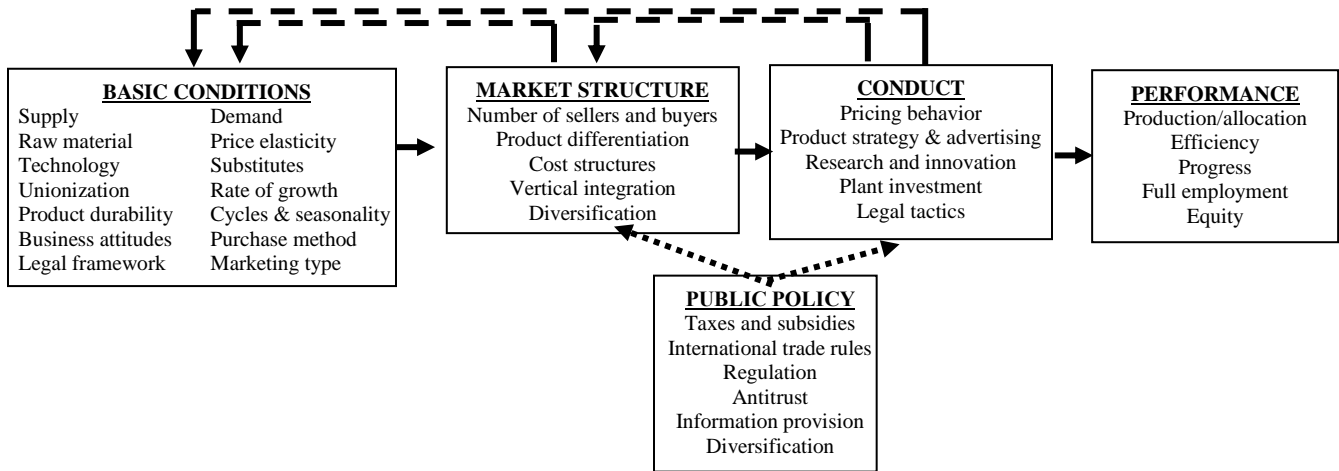 BASIC CONDITIONS
Supply Demand
Raw material Price elasticity
Technology Substitutes
Unionization Rate of growth
Product durability Cycles & seasonality
Business attitudes Purchase method
Legal framework Marketing type
MARKET STRUCTURE
Number of sellers and buyers
Product differentiation
Cost structures
Vertical integration
Diversification
CONDUCT
Pricing behavior
Product strategy & advertising
Research and innovation
Plant investment
Legal tactics
PERFORMANCE
Production/allocation
Efficiency
Progress
Full employment
Equity
PUBLIC POLICY
Taxes and subsidies
International trade rules
Regulation
Antitrust
Information provision
Diversification